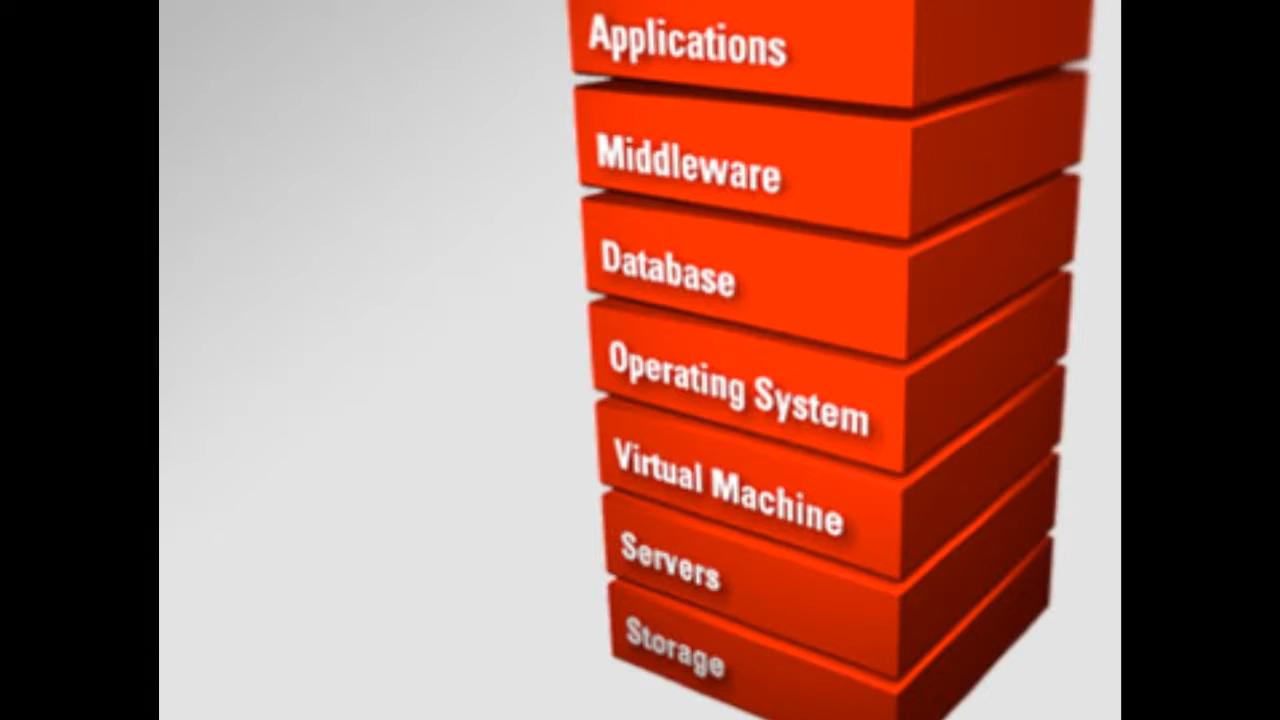 Applications
Middleware
Database
Operating System
Virtual Machine
Servers
Storage